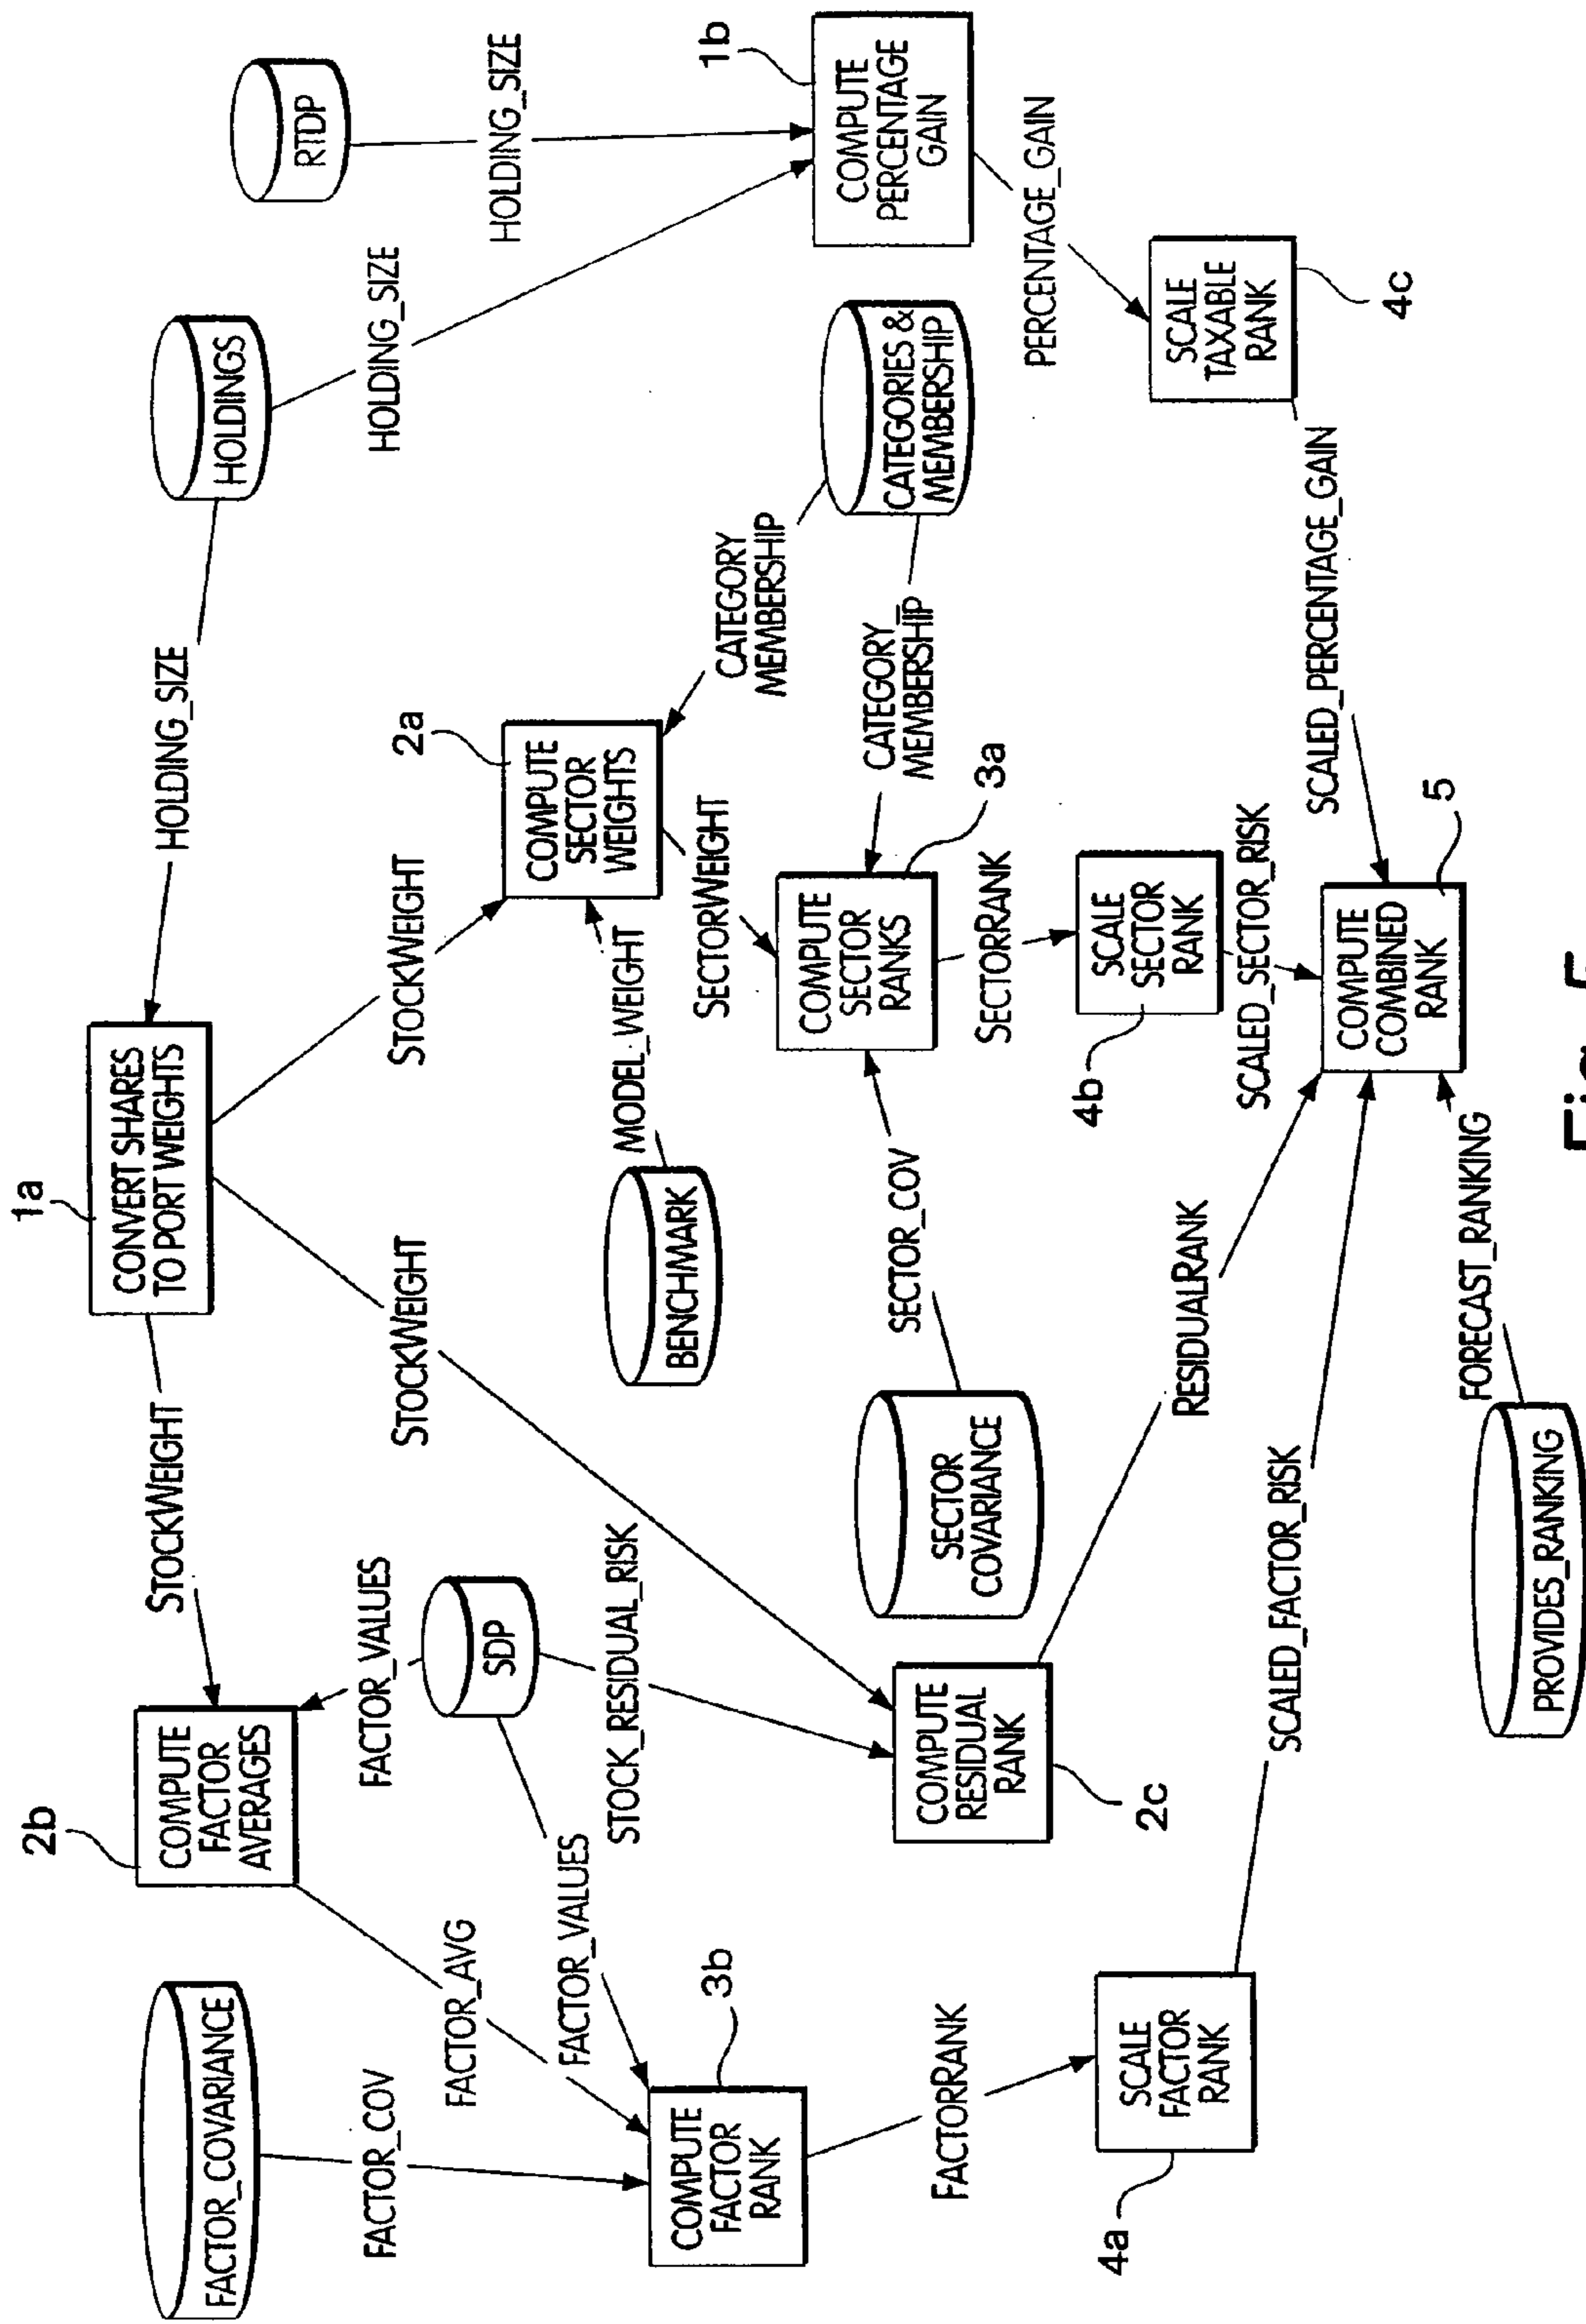 1a
CONVERT SHARES
TO PORT WEIGHTS
HOLDING_SIZE
HOLDINGS
RTDP
HOLDING_SIZE
HOLDING_SIZE
1b
COMPUTE
PERCENTAGE
GAIN
PERCENTAGE_GAIN
SCALE
TAXABLE
RANK
4c
SCALED_PERCENTAGE_GAIN
STOCKWEIGHT
STOCKWEIGHT
STOCKWEIGHT
2b
COMPUTE
FACTOR
AVERAGES
FACTOR_COVARIANCE
FACTOR_COV
FACTOR_AVG
FACTOR_VALUES
SDP
FACTOR_VALUES
STOCK_RESIDUAL_RISK
3b
COMPUTE
FACTOR
RANK
FACTORRANK
4a
SCALE
FACTOR
RANK
SCALED_FACTOR_RISK
COMPUTE
RESIDUAL
RANK
2c
RESIDUALRANK
BENCHMARK
MODEL_WEIGHT
2a
COMPUTE
SECTOR
WEIGHTS
CATEGORY
MEMBERSHIP
CATEGORIES &
MEMBERSHIP
CATEGORY_
MEMBERSHIP
SECTORWEIGHT
SECTOR
COVARIANCE
SECTOR_COV
COMPUTE
SECTOR
RANKS
3a
SECTORRANK
4b
SCALE
SECTOR
RANK
SCALED_SECTOR_RISK
COMPUTE
COMBINED
RANK
5
PROVIDES_RANKING
FORECAST_RANKING